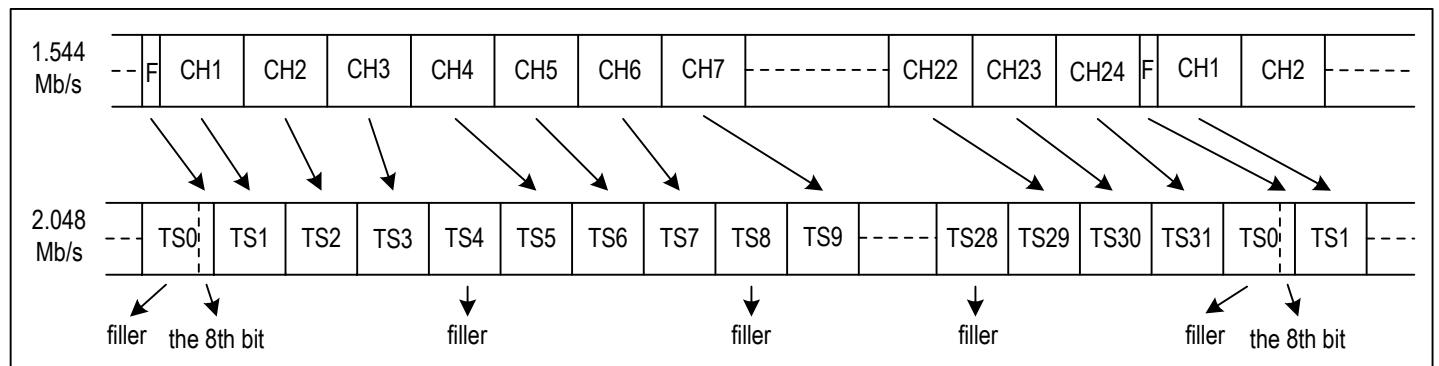 1.544
Mb/s
F CH1 CH2 CH3 CH4 CH5 CH6 CH7 CH22 CH23 CH24 F CH1 CH2
2.048
Mb/s
TS0 TS1 TS2 TS3 TS4 TS5 TS6 TS7 TS8 TS9 TS28 TS29 TS30 TS31 TS0 TS1
filler the 8th bit filler filler filler filler the 8th bit